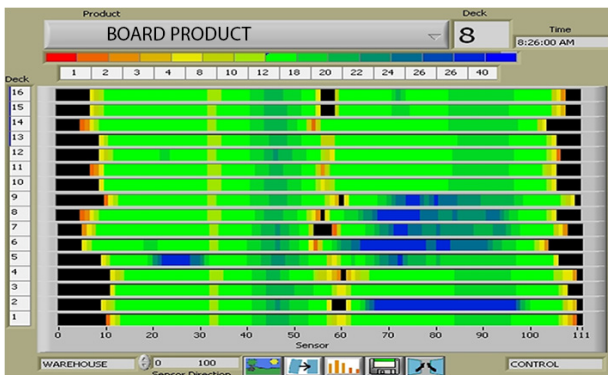 Product Deck
BOARD PRODUCT 8 Time
8:26:00 AM
1 2 3 4 8 10 12 18 20 22 24 26 26 40
Deck
16
15
14
13
12
11
10
9
8
7
6
5
4
3
2
1
0 10 20 30 40 50 60 70 80 90 100 111
Sensor
WAREHOUSE 0 100 CONTROL
Sensor Direction